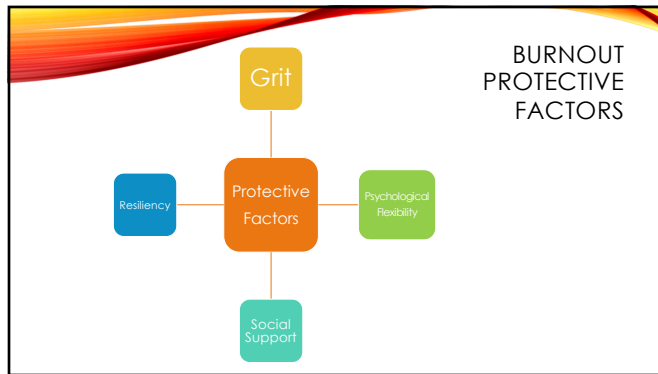 BURNOUT
PROTECTIVE
FACTORS
Grit
Resiliency
Protective
Factors
Psychological
Flexibility
Social
Support